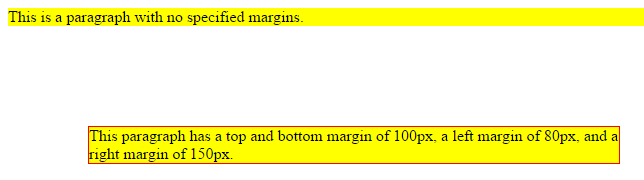 This is a paragraph with no specified margins.
This paragraph has a top and bottom margin of 100px, a left margin of 80px, and a
right margin of 150px.